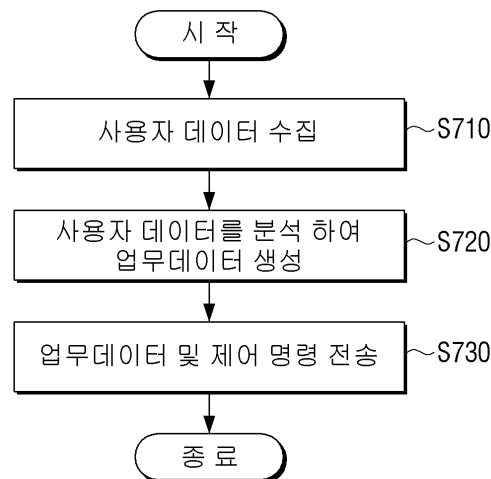 시 작
사용자 데이터 수집
S710
사용자 데이터를 분석 하여
업무데이터 생성
S720
업무데이터 및 제어 명령 전송
S730
종 료